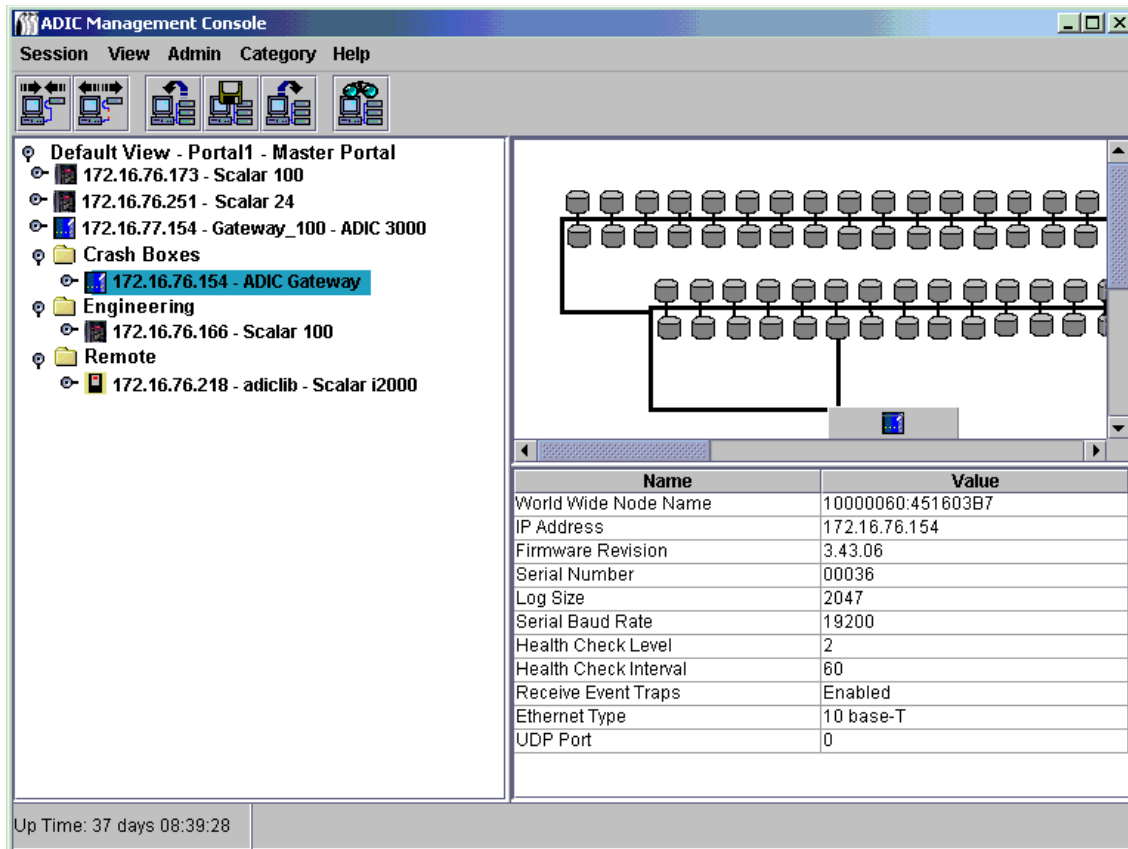 ADIC Management Console
Session View Admin Category Help
Default View - Portal1 - Master Portal
172.16.76.173 - Scalar 100
172.16.76.251 - Scalar 24
172.16.77.154 - Gateway_100 - ADIC 3000
Crash Boxes
172.16.76.154 - ADIC Gateway
Engineering
172.16.76.166 - Scalar 100
Remote
172.16.76.218 - adiclib - Scalar i2000
Name Value
World Wide Node Name 10000060:451603B7
IP Address 172.16.76.154
Firmware Revision 3.43.06
Serial Number 00036
Log Size 2047
Serial Baud Rate 19200
Health Check Level 2
Health Check Interval 60
Receive Event Traps Enabled
Ethernet Type 10 base-T
UDP Port 0
Up Time: 37 days 08:39:28